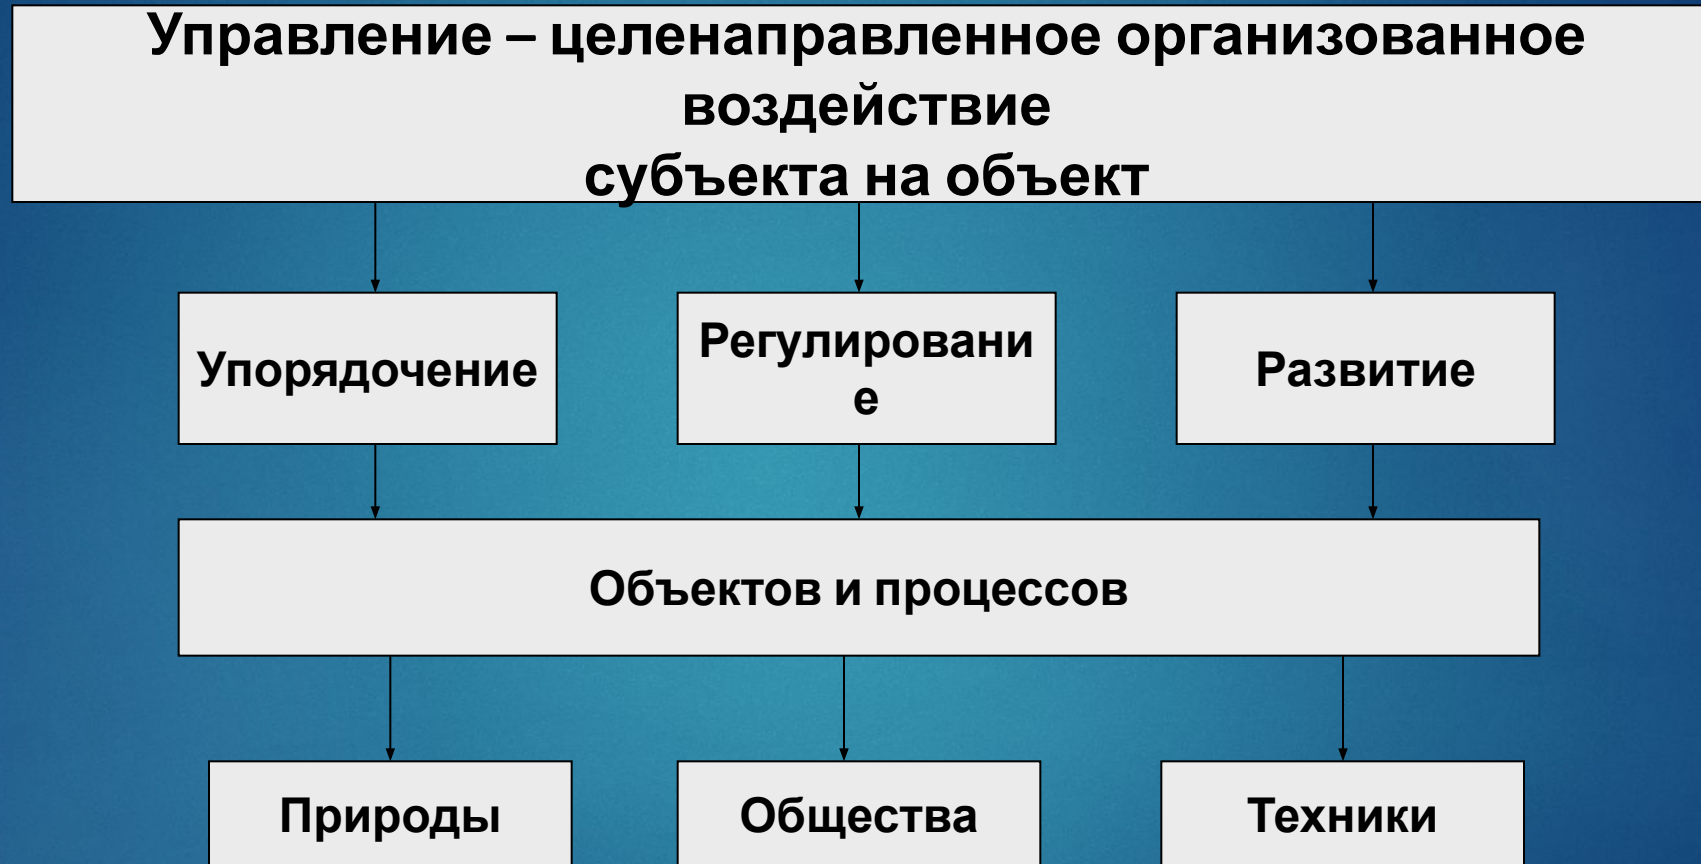 Управление – целенаправленное организованное
воздействие
субъекта на объект
Упорядочение
Регулировани
е
Развитие
Объектов и процессов
Природы
Общества
Техники